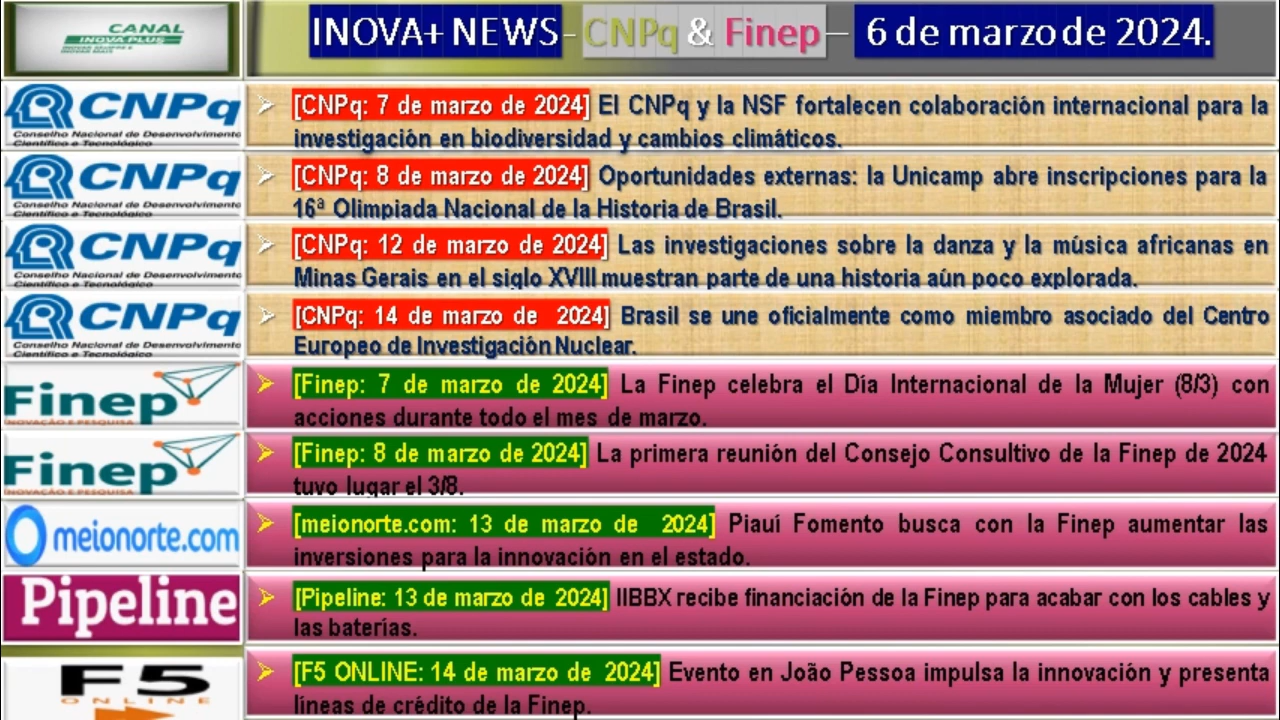 CANAL
INOVA PLUS
INOVAR SEMPRE E
INOVAR MAIS
INOVA+ NEWS - CNPq & Finep – 6 de marzo de 2024.
CNPq
Conselho Nacional de Desenvolvimento
Científico e Tecnológico
[CNPq: 7 de marzo de 2024] El CNPq y la NSF fortalecen colaboración internacional para la
investigación en biodiversidad y cambios climáticos.
CNPq
Conselho Nacional de Desenvolvimento
Científico e Tecnológico
[CNPq: 8 de marzo de 2024] Oportunidades externas: la Unicamp abre inscripciones para la
16ª Olimpiada Nacional de la Historia de Brasil.
CNPq
Conselho Nacional de Desenvolvimento
Científico e Tecnológico
[CNPq: 12 de marzo de 2024] Las investigaciones sobre la danza y la música africanas en
Minas Gerais en el siglo XVIII muestran parte de una historia aún poco explorada.
CNPq
Conselho Nacional de Desenvolvimento
Científico e Tecnológico
[CNPq: 14 de marzo de 2024] Brasil se une oficialmente como miembro asociado del Centro
Europeo de Investigación Nuclear.
Finep
INOVAÇÃO E PESQUISA
[Finep: 7 de marzo de 2024] La Finep celebra el Día Internacional de la Mujer (8/3) con
acciones durante todo el mes de marzo.
Finep
INOVAÇÃO E PESQUISA
[Finep: 8 de marzo de 2024] La primera reunión del Consejo Consultivo de la Finep de 2024
tuvo lugar el 3/8.
meionorte.com
[meionorte.com: 13 de marzo de 2024] Piauí Fomento busca con la Finep aumentar las
inversiones para la innovación en el estado.
Pipeline
[Pipeline: 13 de marzo de 2024] IIBBX recibe financiación de la Finep para acabar con los cables y
las baterías.
F5
ONLINE
[F5 ONLINE: 14 de marzo de 2024] Evento en João Pessoa impulsa la innovación y presenta
líneas de crédito de la Finep.